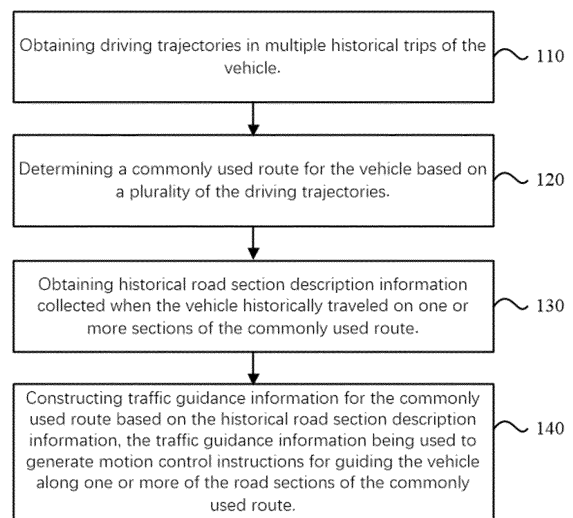 Obtaining driving trajectories in multiple historical trips of the
vehicle.
110
Determining a commonly used route for the vehicle based on
a plurality of the driving trajectories.
120
Obtaining historical road section description information
collected when the vehicle historically traveled on one or
more sections of the commonly used route.
130
Constructing traffic guidance information for the commonly
used route based on the historical road section description
information, the traffic guidance information being used to
generate motion control instructions for guiding the vehicle
along one or more of the road sections of the commonly
used route.
140